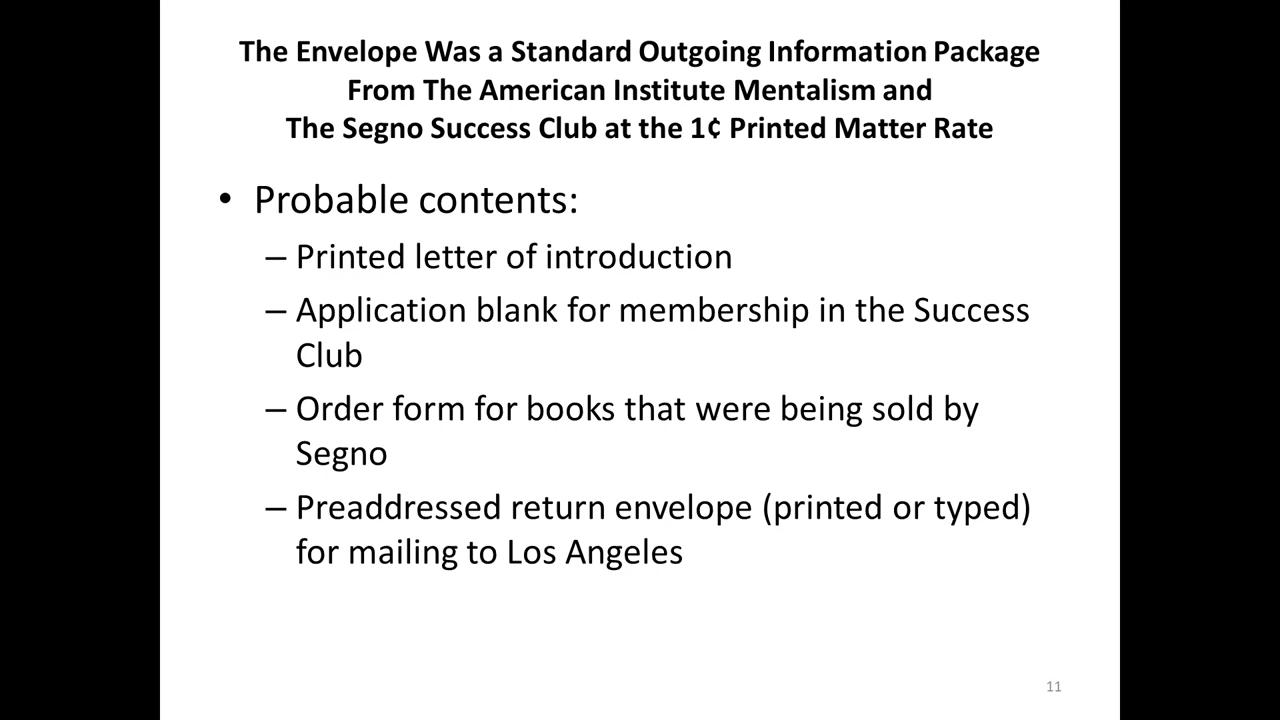 The Envelope Was a Standard Outgoing Information Package
From The American Institute Mentalism and
The Segno Success Club at the 1¢ Printed Matter Rate
• Probable contents:
– Printed letter of introduction
– Application blank for membership in the Success
Club
– Order form for books that were being sold by
Segno
– Preaddressed return envelope (printed or typed)
for mailing to Los Angeles
11